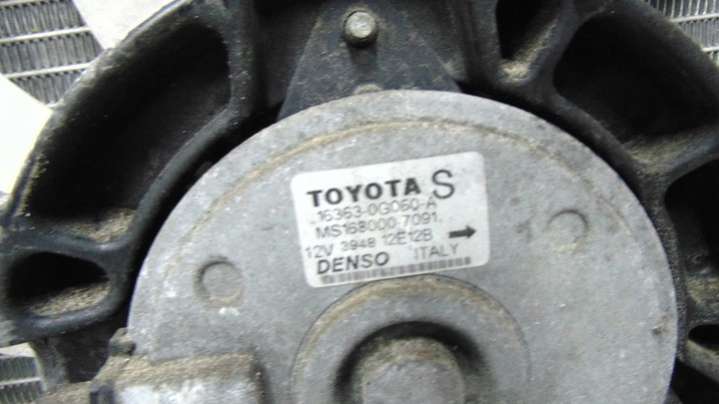 TOYOTA S
16363-0G060-A
MS168000-7091
12V 3948 12E12B →
DENSO ITALY